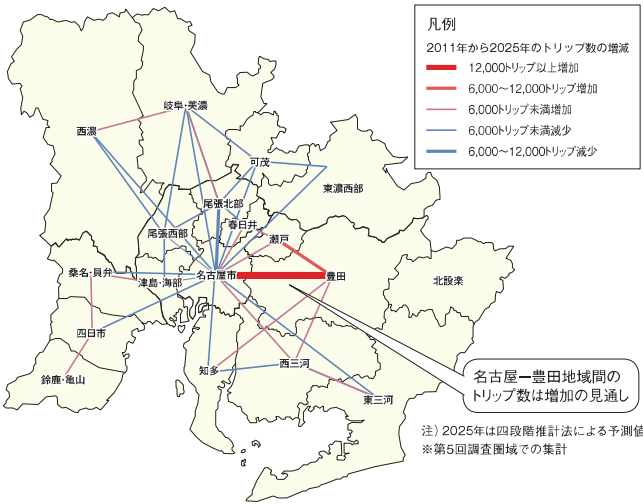 凡例
2011年から2025年のトリップ数の増減
12,000トリップ以上増加
6,000～12,000トリップ増加
6,000トリップ未満増加
6,000トリップ未満減少
6,000～12,000トリップ減少
岐阜・美濃
西濃
可茂
東濃西部
尾張北部
春日井
尾張西部
瀬戸
桑名・員弁
名古屋市
豊田
津島・海部
北設楽
四日市
西三河
知多
鈴鹿・亀山
東三河
名古屋ー豊田地域間の
トリップ数は増加の見通し
注）2025年は四段階推計法による予測値
※第5回調査圏域での集計